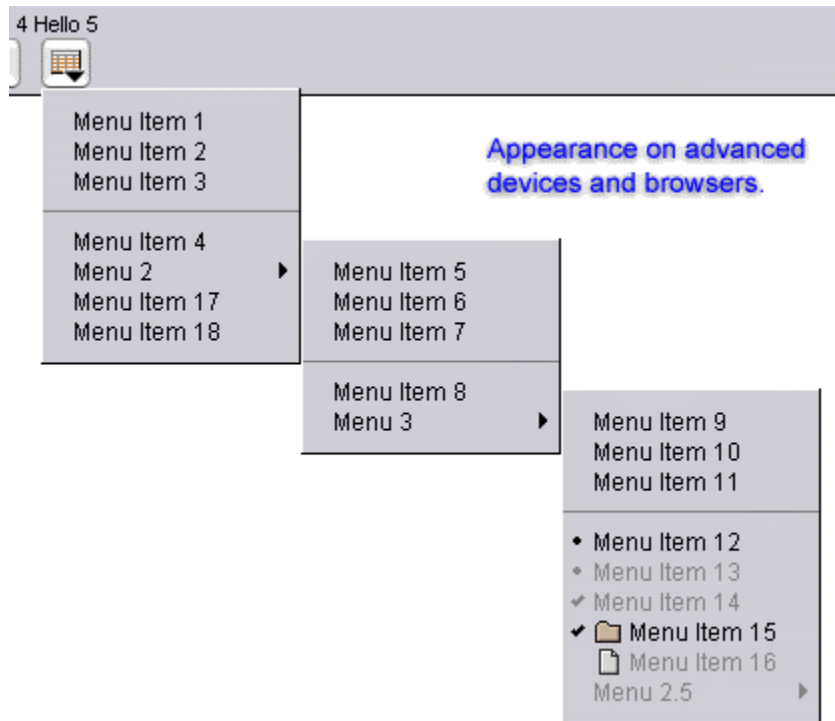 4 Hello 5
Menu Item 1
Menu Item 2
Menu Item 3
Appearance on advanced
devices and browsers.
Menu Item 4
Menu 2
Menu Item 17
Menu Item 18
Menu Item 5
Menu Item 6
Menu Item 7
Menu Item 8
Menu 3
Menu Item 9
Menu Item 10
Menu Item 11
Menu Item 12
Menu Item 13
Menu Item 14
Menu Item 15
Menu Item 16
Menu 2.5